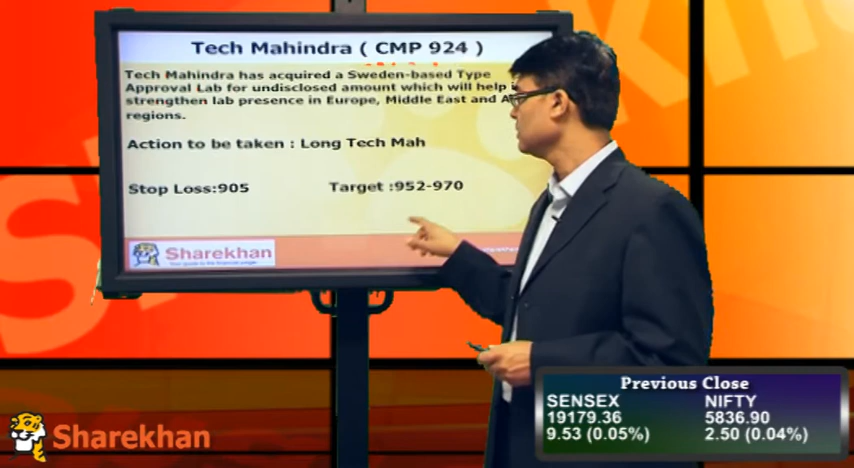 Tech Mahindra ( CMP 924 )
Tech Mahindra has acquired a Sweden-based Type
Approval Lab for undisclosed amount which will help
strengthen lab presence in Europe, Middle East and
regions.
Action to be taken : Long Tech Mah
Stop Loss:905 Target :952-970
Sharekhan
Previous Close
SENSEX NIFTY
19179.36 5836.90
9.53 (0.05%) 2.50 (0.04%)
Sharekhan